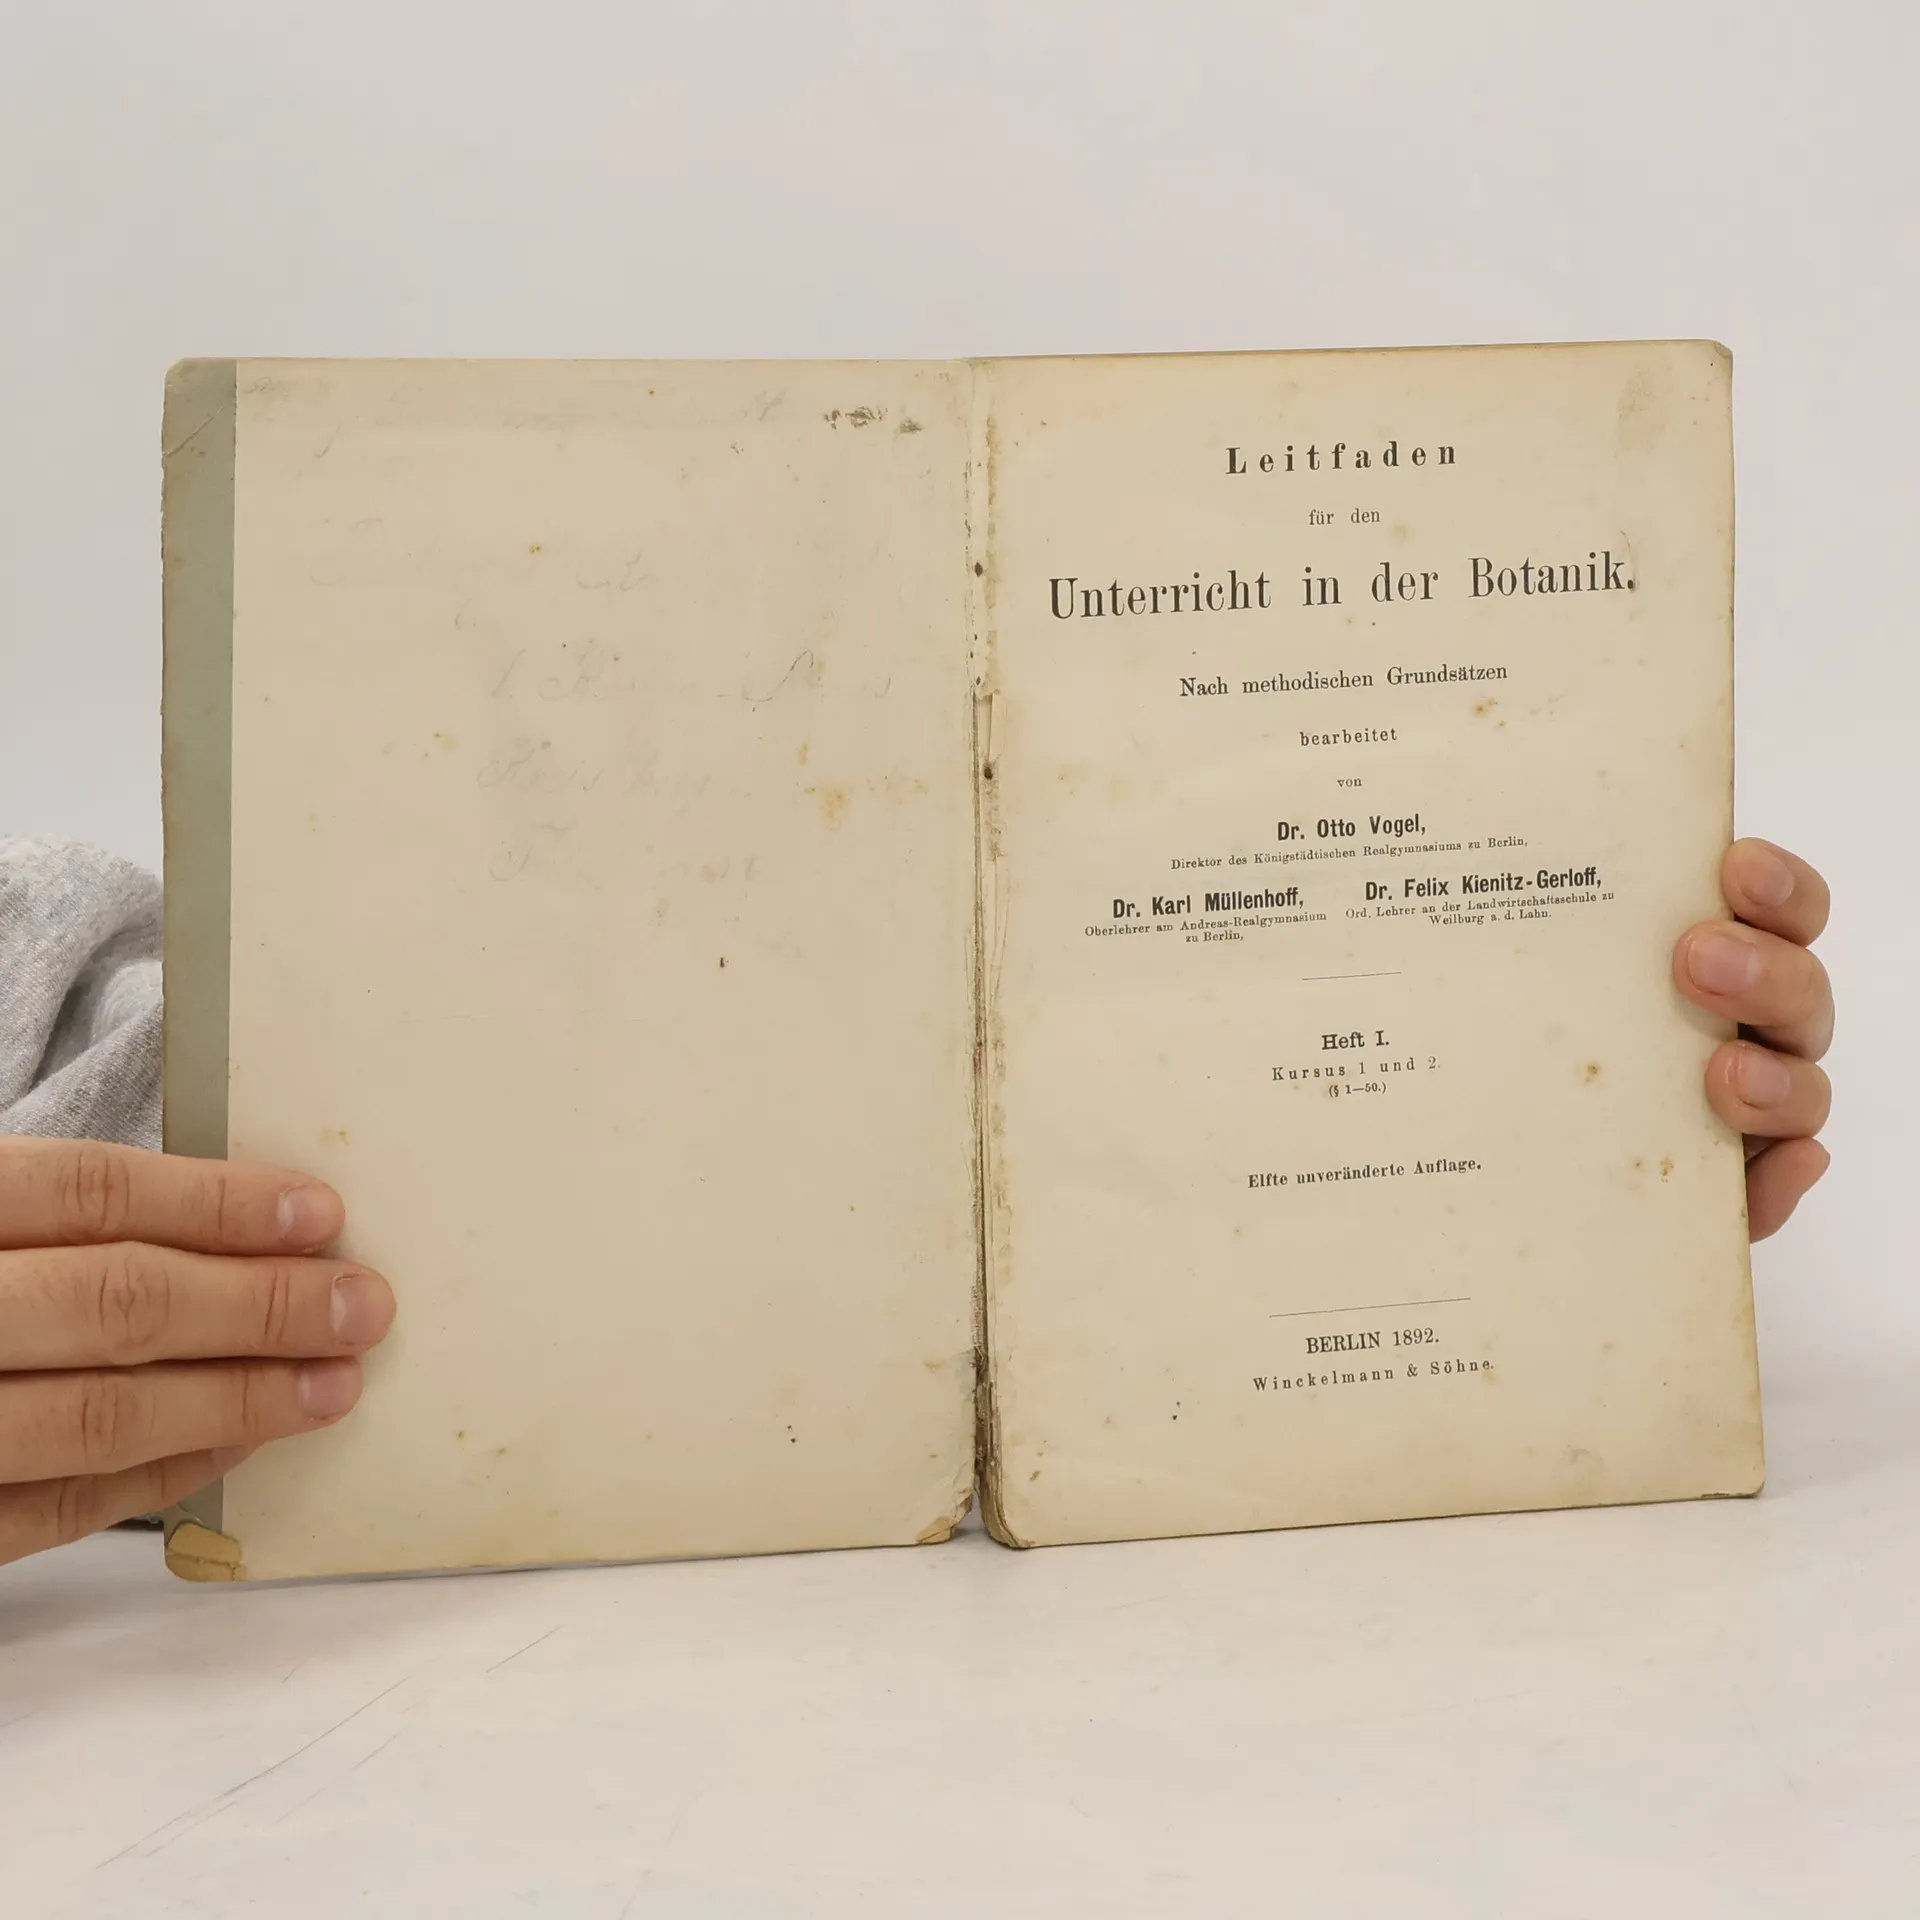 Leitfaden
für den
Unterricht in der Botanik.
Nach methodischen Grundsätzen
bearbeitet
von
Dr. Otto Vogel,
Direktor des Königstädtischen Realgymnasiums zu Berlin,
Dr. Karl Müllenhoff,
Oberlehrer am Andreas-Realgymnasium
zu Berlin,
Dr. Felix Kienitz-Gerloff,
Ord. Lehrer an der Landwirtschaftsschule zu
Weilburg a. d. Lahn.
Heft I.
Kursus 1 und 2.
(§ 1—50.)
Elfte unveränderte Auflage.
BERLIN 1892.
Winckelmann & Söhne.